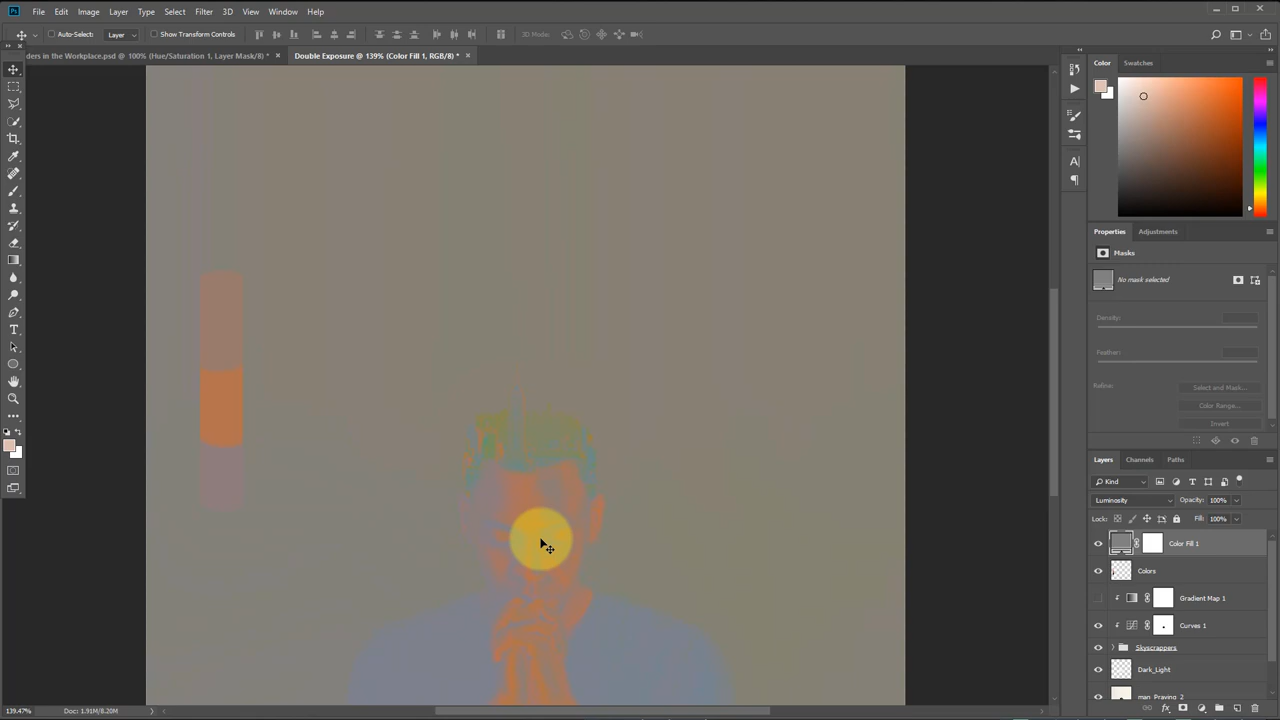 Ps File Edit Image Layer Type Select Filter 3D View Window Help
Auto-Select: Layer Show Transform Controls 3D Mode:
ders in the Workplace.psd @ 100% (Hue/Saturation 1, Layer Mask/8) * × Double Exposure @ 139% (Color Fill 1, RGB/8) * ×
Color Swatches
Properties Adjustments
Masks
No mask selected
Density:
Feather:
Refine: Select and Mask...
Color Range...
Invert
Layers Channels Paths
Kind
Luminosity Opacity: 100%
Lock: Fill: 100%
Color Fill 1
Colors
Gradient Map 1
Curves 1
Skyscrappers
Dark_Light
man_Praying_2
139.47% Doc: 1.91M/8.20M